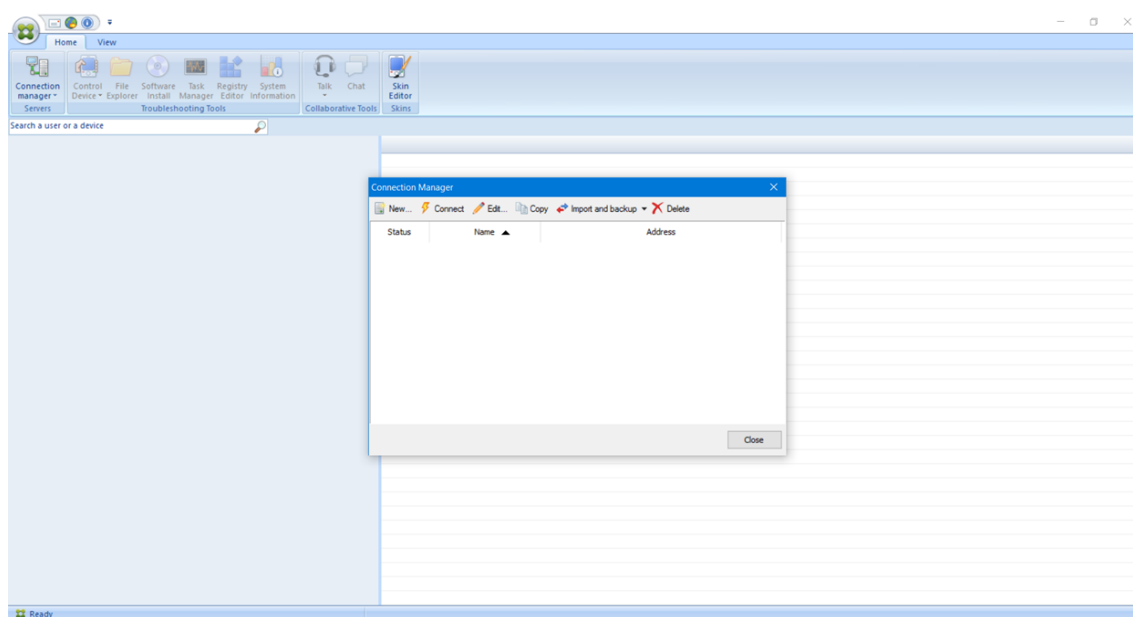 Home View
Connection manager
Control Device
File Explorer
Software Install
Task Manager
Registry Editor
System Information
Talk
Chat
Skin Editor
Servers
Troubleshooting Tools
Collaborative Tools
Skins
Search a user or a device
Connection Manager
New... Connect Edit... Copy Import and backup Delete
Status Name Address
Close
Ready